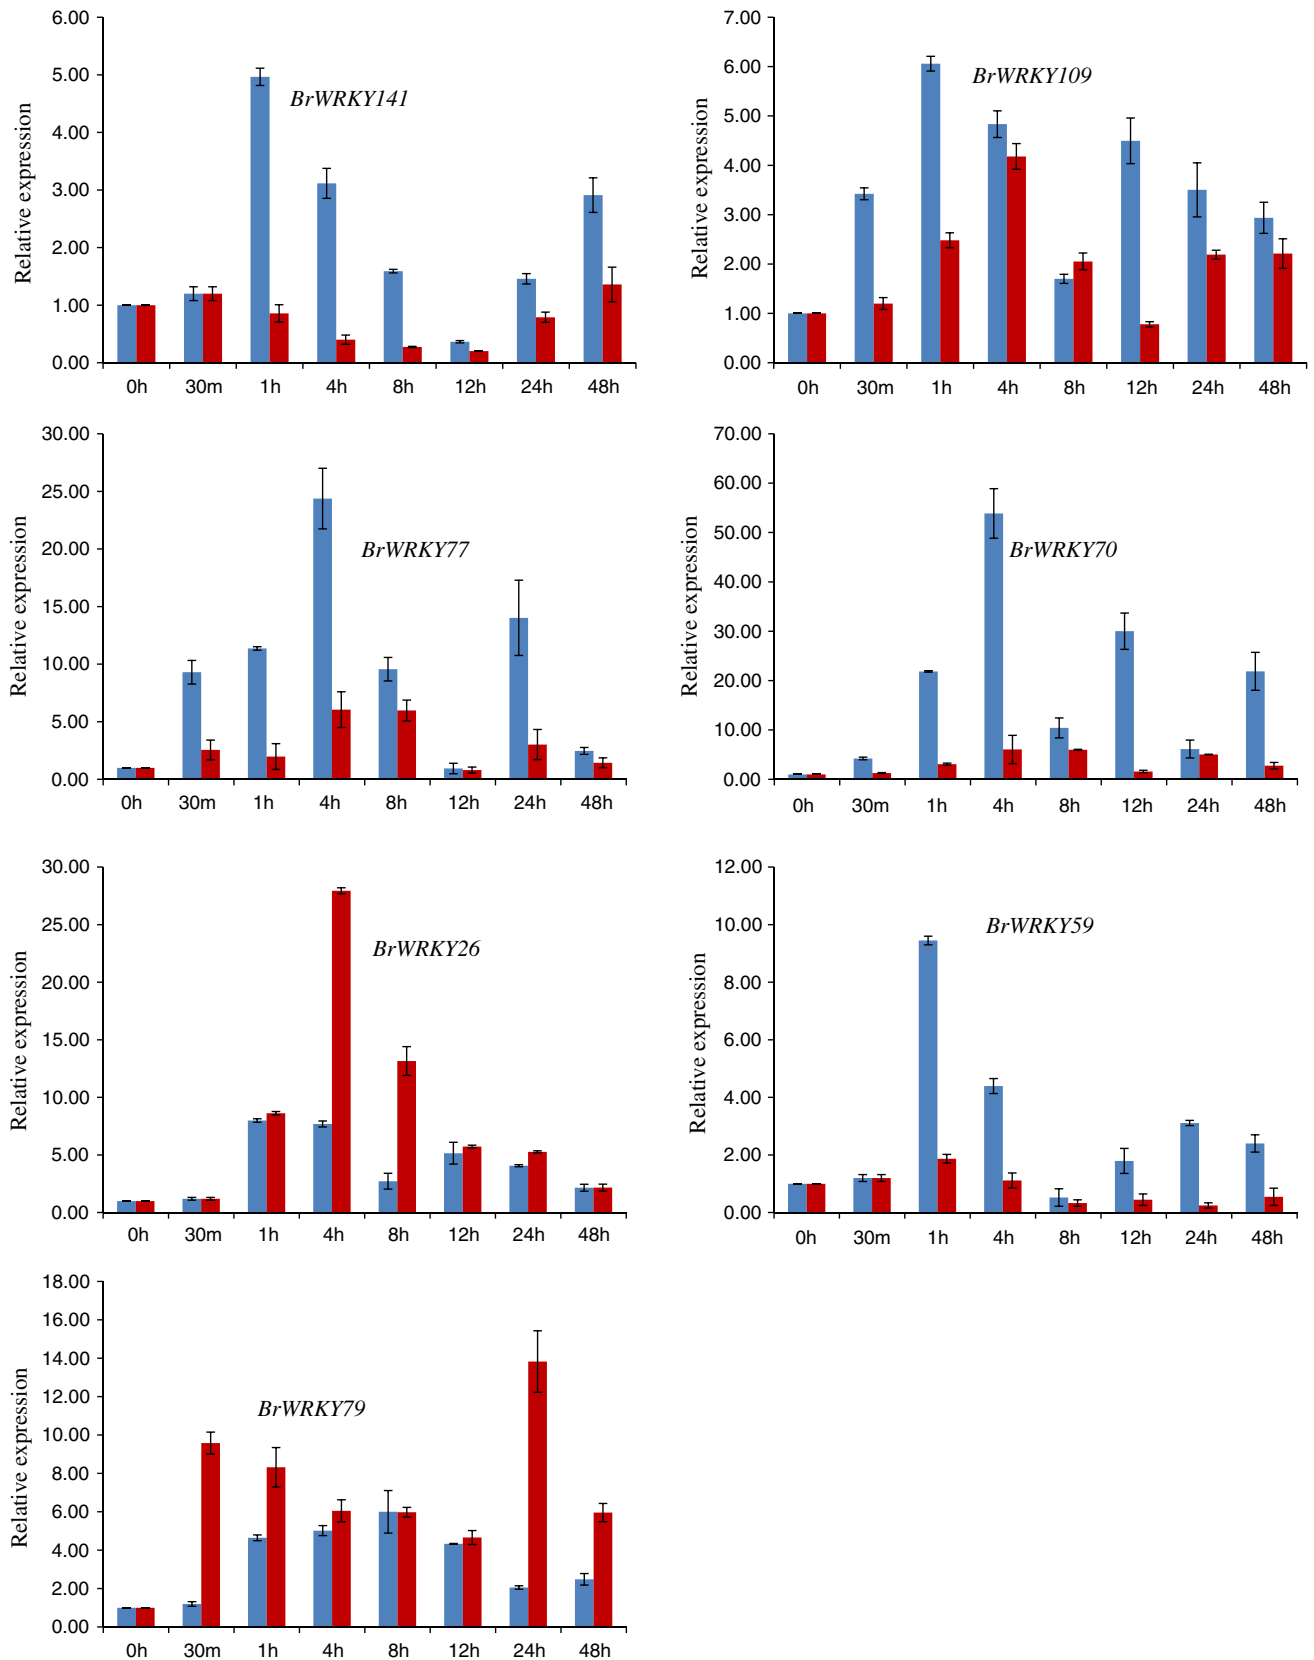 6.00
5.00
4.00
3.00
2.00
1.00
0.00
Relative expression
BrWRKY141
0h 30m 1h 4h 8h 12h 24h 48h
7.00
6.00
5.00
4.00
3.00
2.00
1.00
0.00
Relative expression
BrWRKY109
0h 30m 1h 4h 8h 12h 24h 48h
30.00
25.00
20.00
15.00
10.00
5.00
0.00
Relative expression
BrWRKY77
0h 30m 1h 4h 8h 12h 24h 48h
70.00
60.00
50.00
40.00
30.00
20.00
10.00
0.00
Relative expression
BrWRKY70
0h 30m 1h 4h 8h 12h 24h 48h
30.00
25.00
20.00
15.00
10.00
5.00
0.00
Relative expression
BrWRKY26
0h 30m 1h 4h 8h 12h 24h 48h
12.00
10.00
8.00
6.00
4.00
2.00
0.00
Relative expression
BrWRKY59
0h 30m 1h 4h 8h 12h 24h 48h
18.00
16.00
14.00
12.00
10.00
8.00
6.00
4.00
2.00
0.00
Relative expression
BrWRKY79
0h 30m 1h 4h 8h 12h 24h 48h